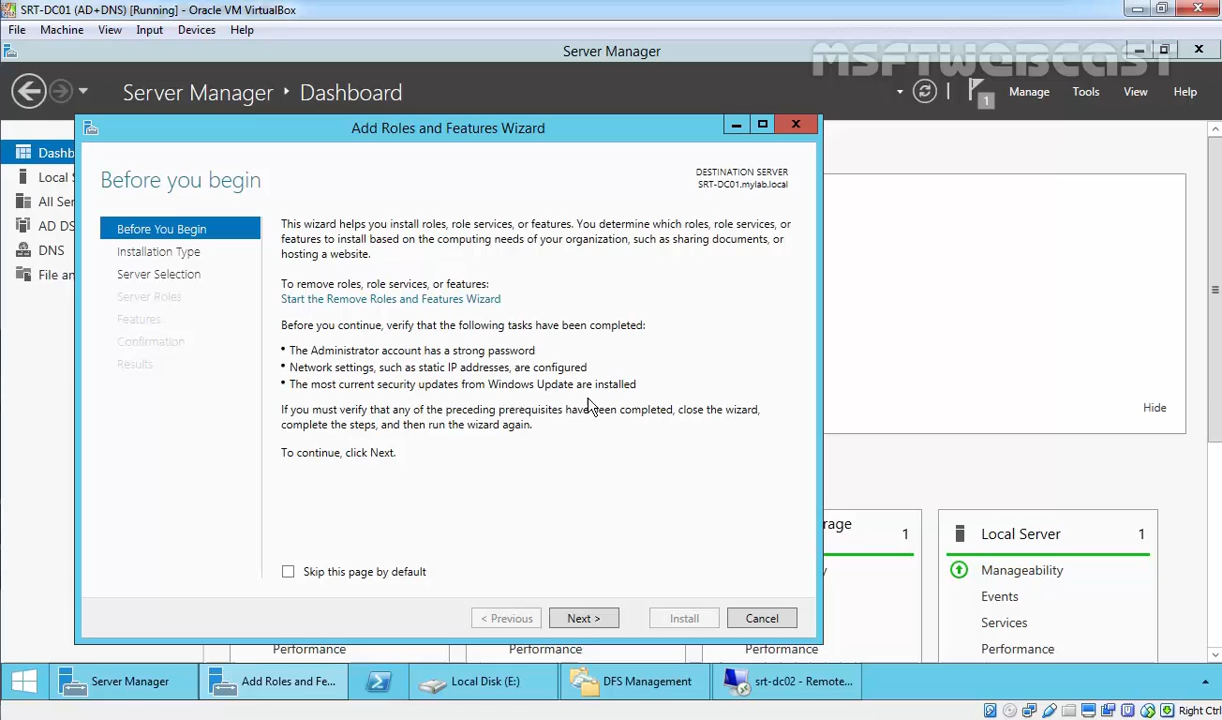 SRT-DC01 (AD+DNS) [Running] - Oracle VM VirtualBox
File Machine View Input Devices Help
Server Manager
MSFTWEBCAST
Server Manager • Dashboard
1
Manage Tools View Help
Dashb
Local S
All Ser
AD DS
DNS
File an
Add Roles and Features Wizard
Before you begin
DESTINATION SERVER
SRT-DC01.mylab.local
Before You Begin
Installation Type
Server Selection
Server Roles
Features
Confirmation
Results
This wizard helps you install roles, role services, or features. You determine which roles, role services, or
features to install based on the computing needs of your organization, such as sharing documents, or
hosting a website.
To remove roles, role services, or features:
Start the Remove Roles and Features Wizard
Before you continue, verify that the following tasks have been completed:
• The Administrator account has a strong password
• Network settings, such as static IP addresses, are configured
• The most current security updates from Windows Update are installed
If you must verify that any of the preceding prerequisites have been completed, close the wizard,
complete the steps, and then run the wizard again.
To continue, click Next.
Skip this page by default
< Previous Next > Install Cancel
Hide
orage 1
Local Server 1
Manageability
Events
Services
Performance
Performance Performance Performance
Server Manager
Add Roles and Fe...
Local Disk (E:)
DFS Management
srt-dc02 - Remote...
Right Ctrl